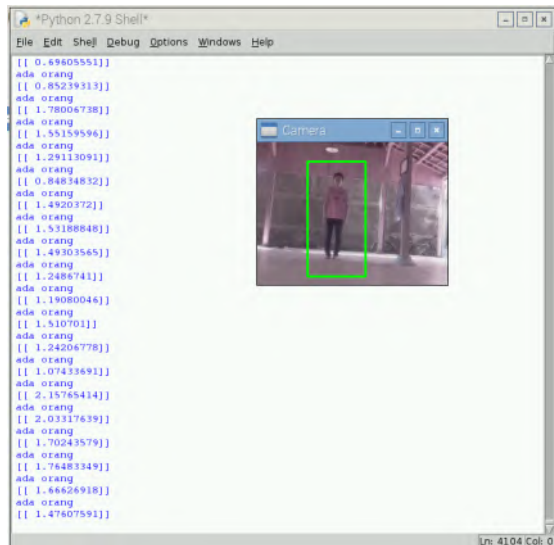 *Python 2.7.9 Shell*
File Edit Shell Debug Options Windows Help
[[ 0.69605551]]
ada orang
[[ 0.85239313]]
ada orang
[[ 1.78006738]]
ada orang
[[ 1.55159596]]
ada orang
[[ 1.29113091]]
ada orang
[[ 0.84834832]]
ada orang
[[ 1.4920372]]
ada orang
[[ 1.53188848]]
ada orang
[[ 1.49303565]]
ada orang
[[ 1.2486741]]
ada orang
[[ 1.19080046]]
ada orang
[[ 1.510701]]
ada orang
[[ 1.24206778]]
ada orang
[[ 1.07433691]]
ada orang
[[ 2.15765414]]
ada orang
[[ 2.03317639]]
ada orang
[[ 1.70243579]]
ada orang
[[ 1.76483349]]
ada orang
[[ 1.66626918]]
ada orang
[[ 1.47607591]]
Camera
Ln: 4104 Col: 0